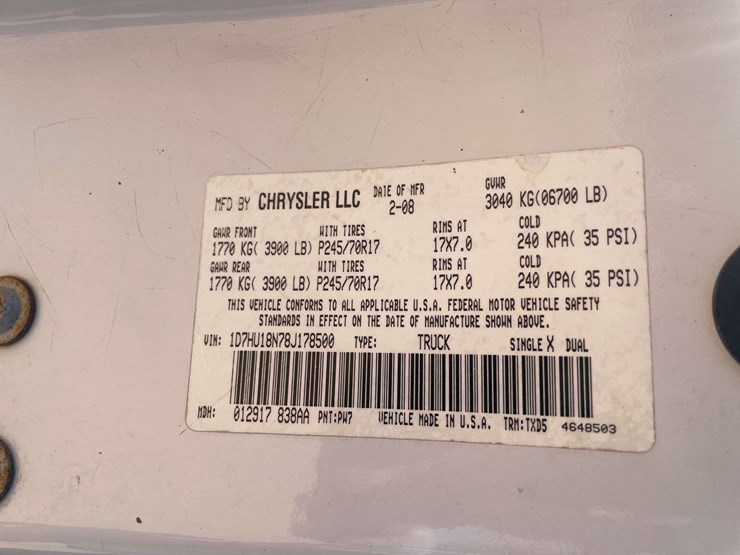 MFD BY CHRYSLER LLC DATE OF MFR 2-08 GVWR 3040 KG(06700 LB)
GAWR FRONT WITH TIRES RIMS AT COLD
1770 KG( 3900 LB) P245/70R17 17X7.0 240 KPA( 35 PSI)
GAWR REAR WITH TIRES RIMS AT COLD
1770 KG( 3900 LB) P245/70R17 17X7.0 240 KPA( 35 PSI)
THIS VEHICLE CONFORMS TO ALL APPLICABLE U.S.A. FEDERAL MOTOR VEHICLE SAFETY
STANDARDS IN EFFECT ON THE DATE OF MANUFACTURE SHOWN ABOVE.
VIN: 1D7HU18N78J178500 TYPE: TRUCK SINGLE X DUAL
MDH: 012917 838AA PNT:PW7 VEHICLE MADE IN U.S.A. TRM:TXD5 4648503